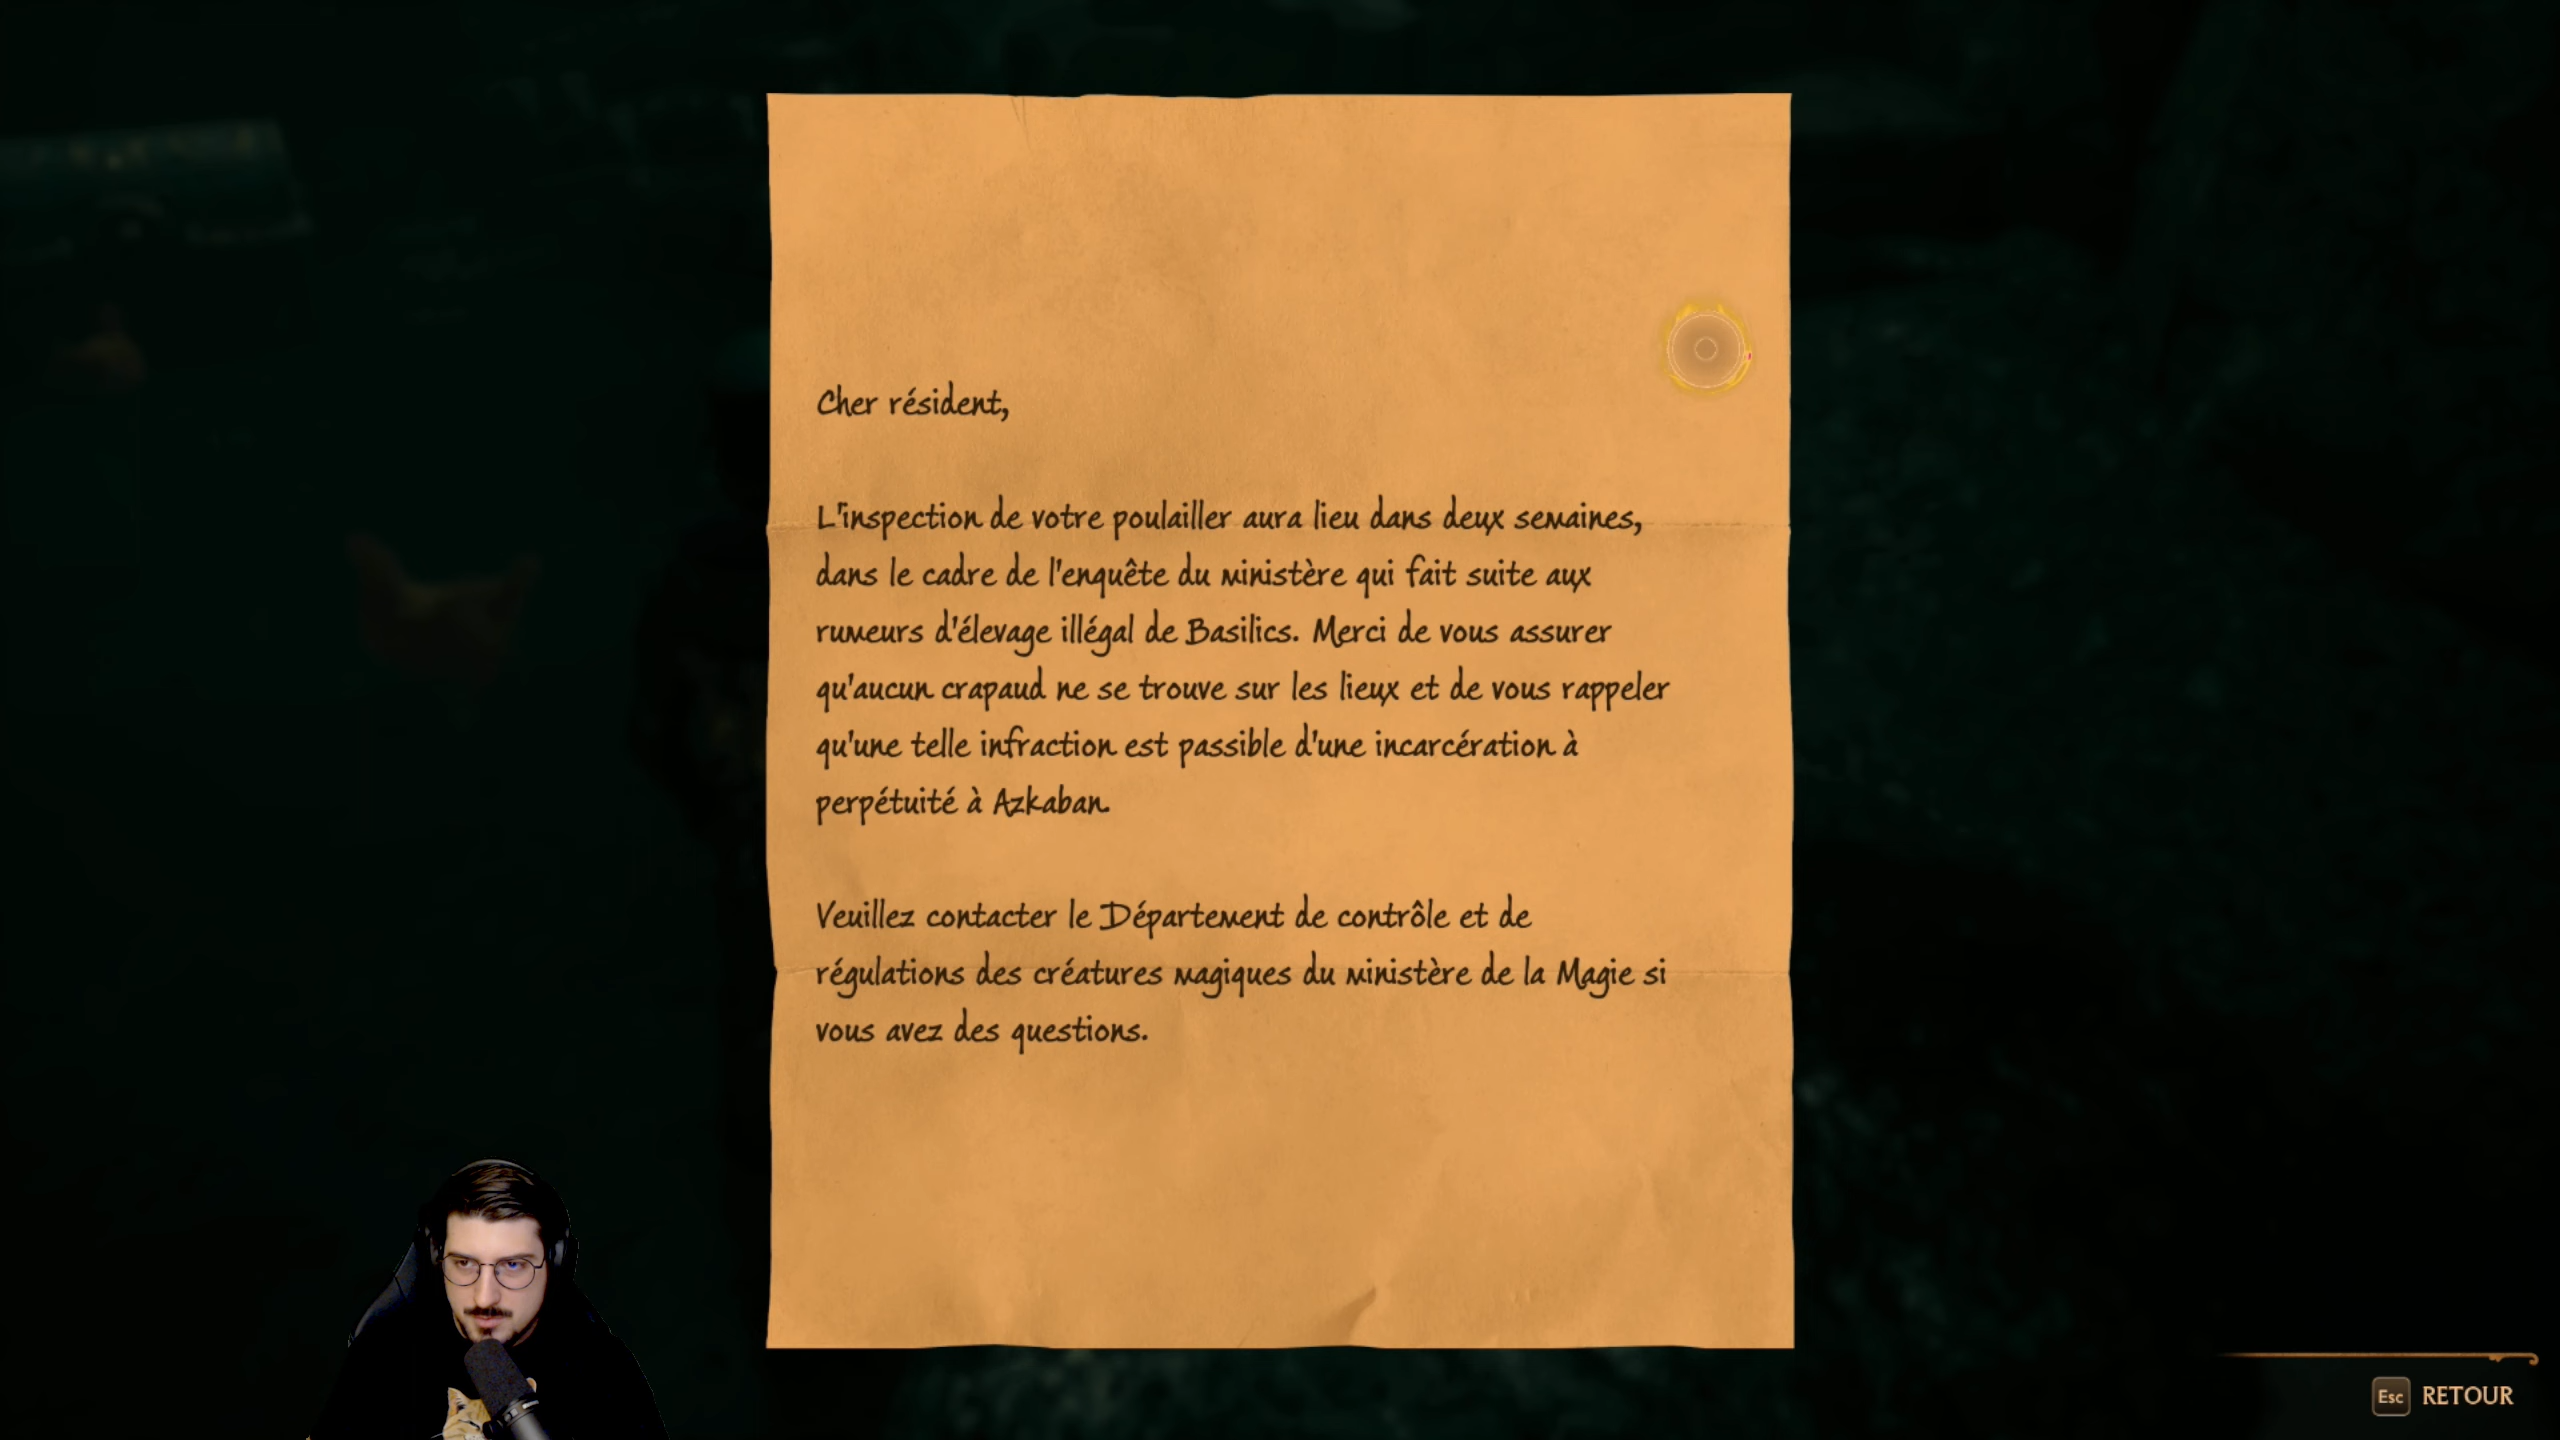 Cher résident,
L'inspection de votre poulailler aura lieu dans deux semaines,
dans le cadre de l'enquête du ministère qui fait suite aux
rumeurs d'élevage illégal de Basilics. Merci de vous assurer
qu'aucun crapaud ne se trouve sur les lieux et de vous rappeler
qu'une telle infraction est passible d'une incarcération à
perpétuité à Azkaban.
Veuillez contacter le Département de contrôle et de
régulations des créatures magiques du ministère de la Magie si
vous avez des questions.
Esc RETOUR